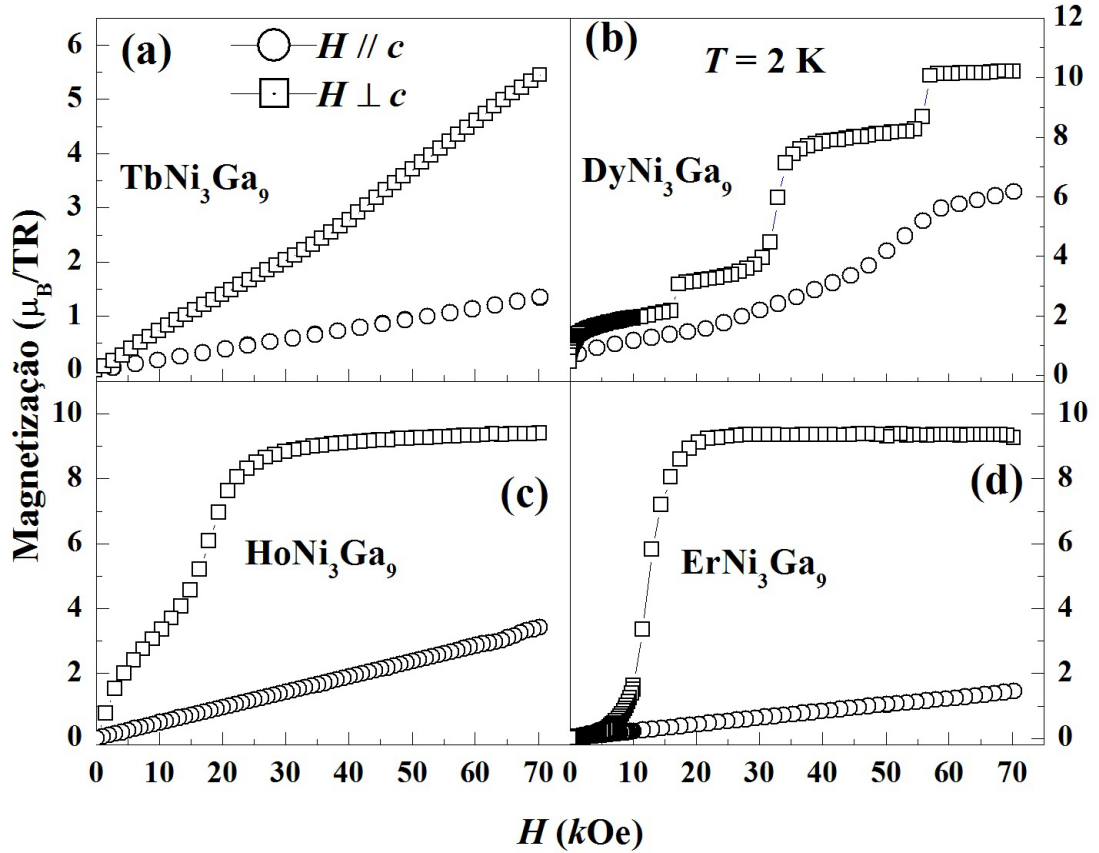 (a)
H // c
H ⊥ c
TbNi₃Ga₉
(b)
T = 2 K
DyNi₃Ga₉
(c)
HoNi₃Ga₉
(d)
ErNi₃Ga₉
Magnetização (μ_B/TR)
6
5
4
3
2
1
0
12
10
8
6
4
2
0
10
8
6
4
2
0
10
8
6
4
2
0
0 10 20 30 40 50 60 70
0 10 20 30 40 50 60 70
H (kOe)